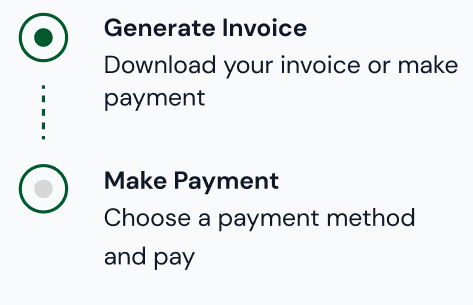 Generate Invoice
Download your invoice or make
payment
Make Payment
Choose a payment method
and pay